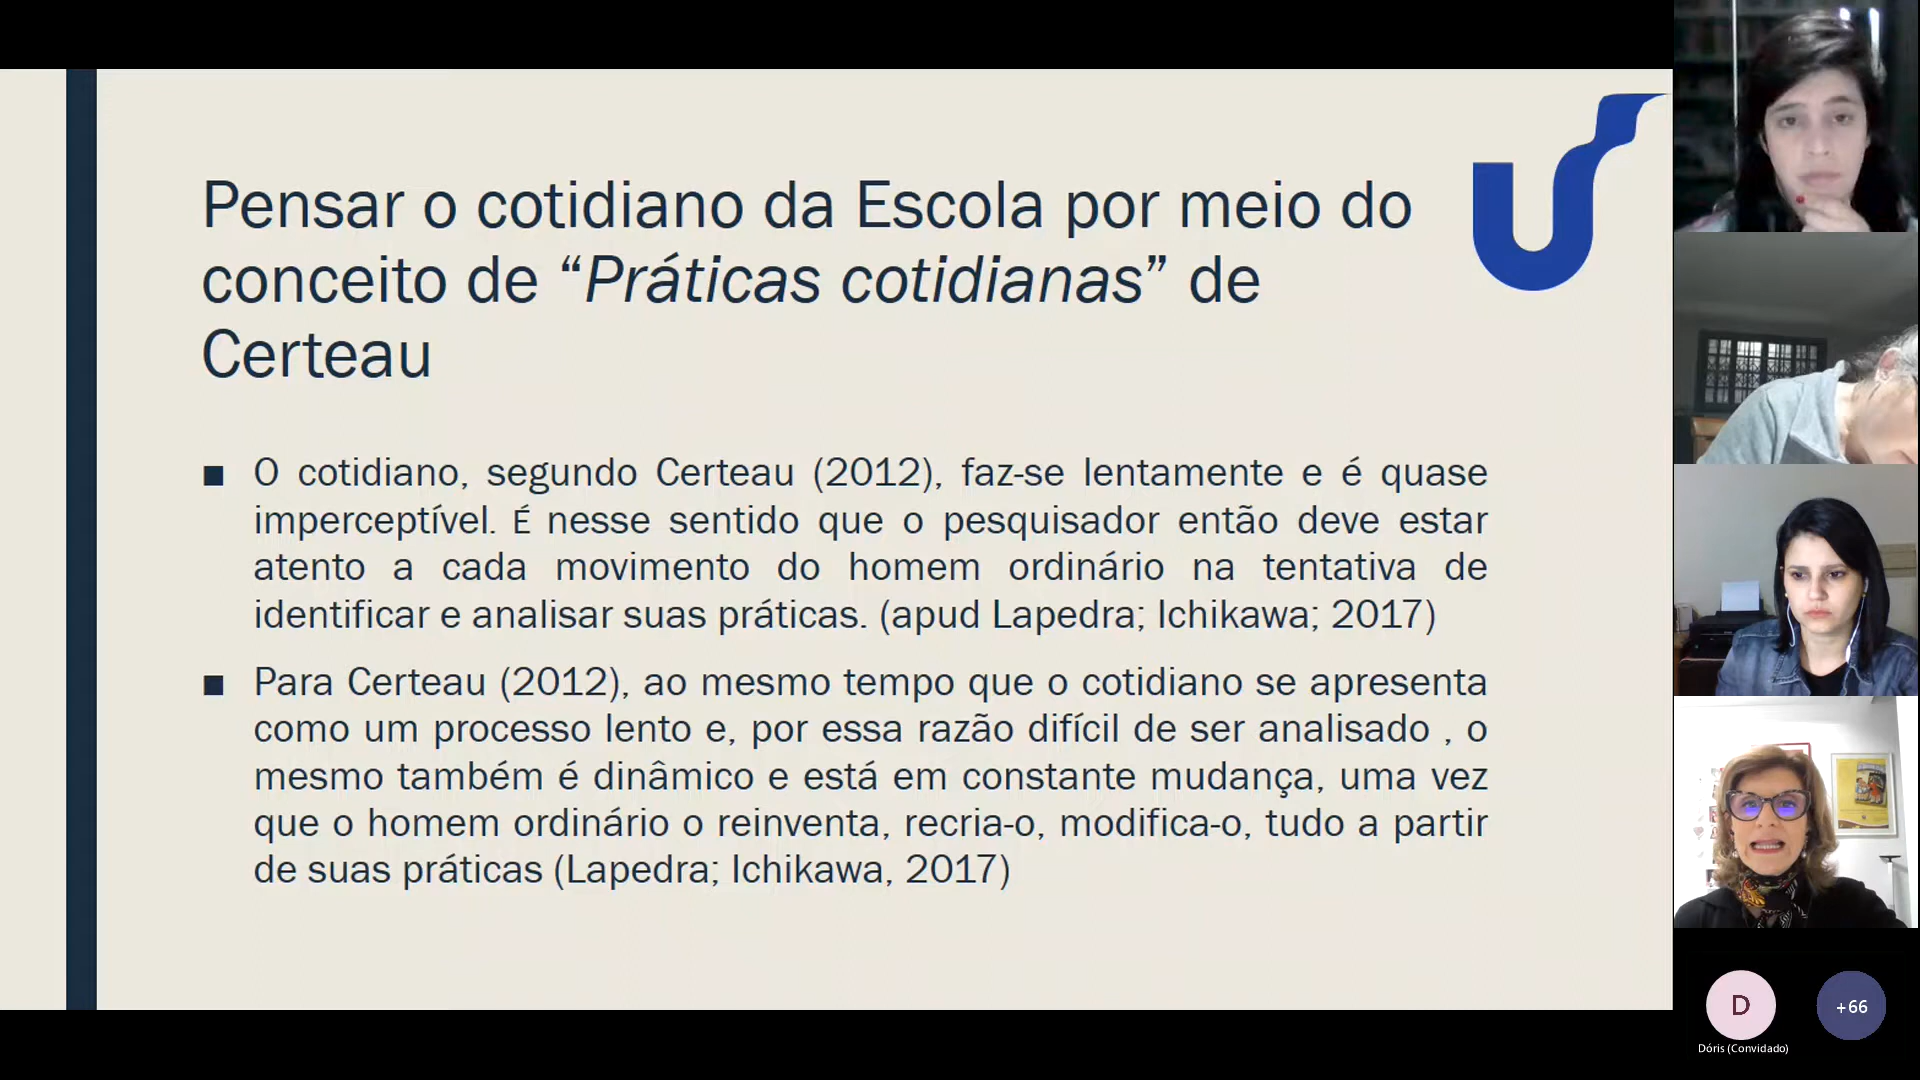 Pensar o cotidiano da Escola por meio do
conceito de “Práticas cotidianas” de
Certeau
■ O cotidiano, segundo Certeau (2012), faz-se lentamente e é quase
imperceptível. É nesse sentido que o pesquisador então deve estar
atento a cada movimento do homem ordinário na tentativa de
identificar e analisar suas práticas. (apud Lapedra; Ichikawa; 2017)
■ Para Certeau (2012), ao mesmo tempo que o cotidiano se apresenta
como um processo lento e, por essa razão difícil de ser analisado , o
mesmo também é dinâmico e está em constante mudança, uma vez
que o homem ordinário o reinventa, recria-o, modifica-o, tudo a partir
de suas práticas (Lapedra; Ichikawa, 2017)
D
+66
Dóris (Convidado)